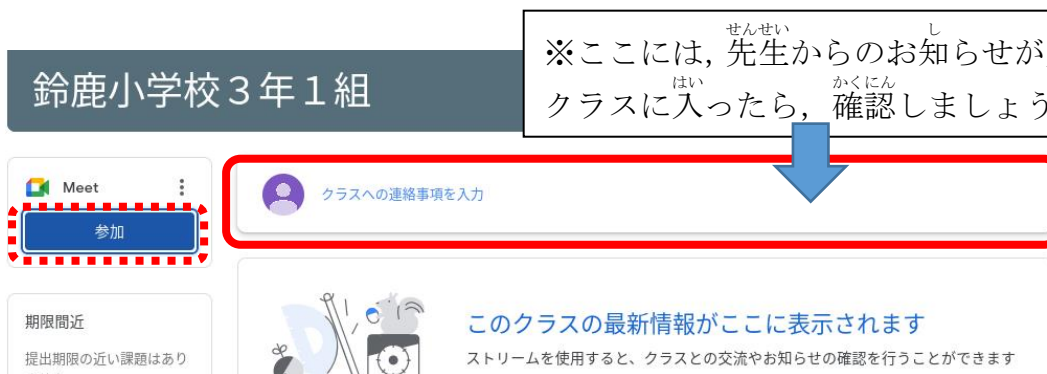 ※ここには，先生からのお知らせが
せんせい
し
クラスに入ったら，確認しましょう
はい
かくにん
鈴鹿小学校３年１組
Meet
参加
クラスへの連絡事項を入力
期限間近
提出期限の近い課題はあり
このクラスの最新情報がここに表示されます
ストリームを使用すると、クラスとの交流やお知らせの確認を行うことができます